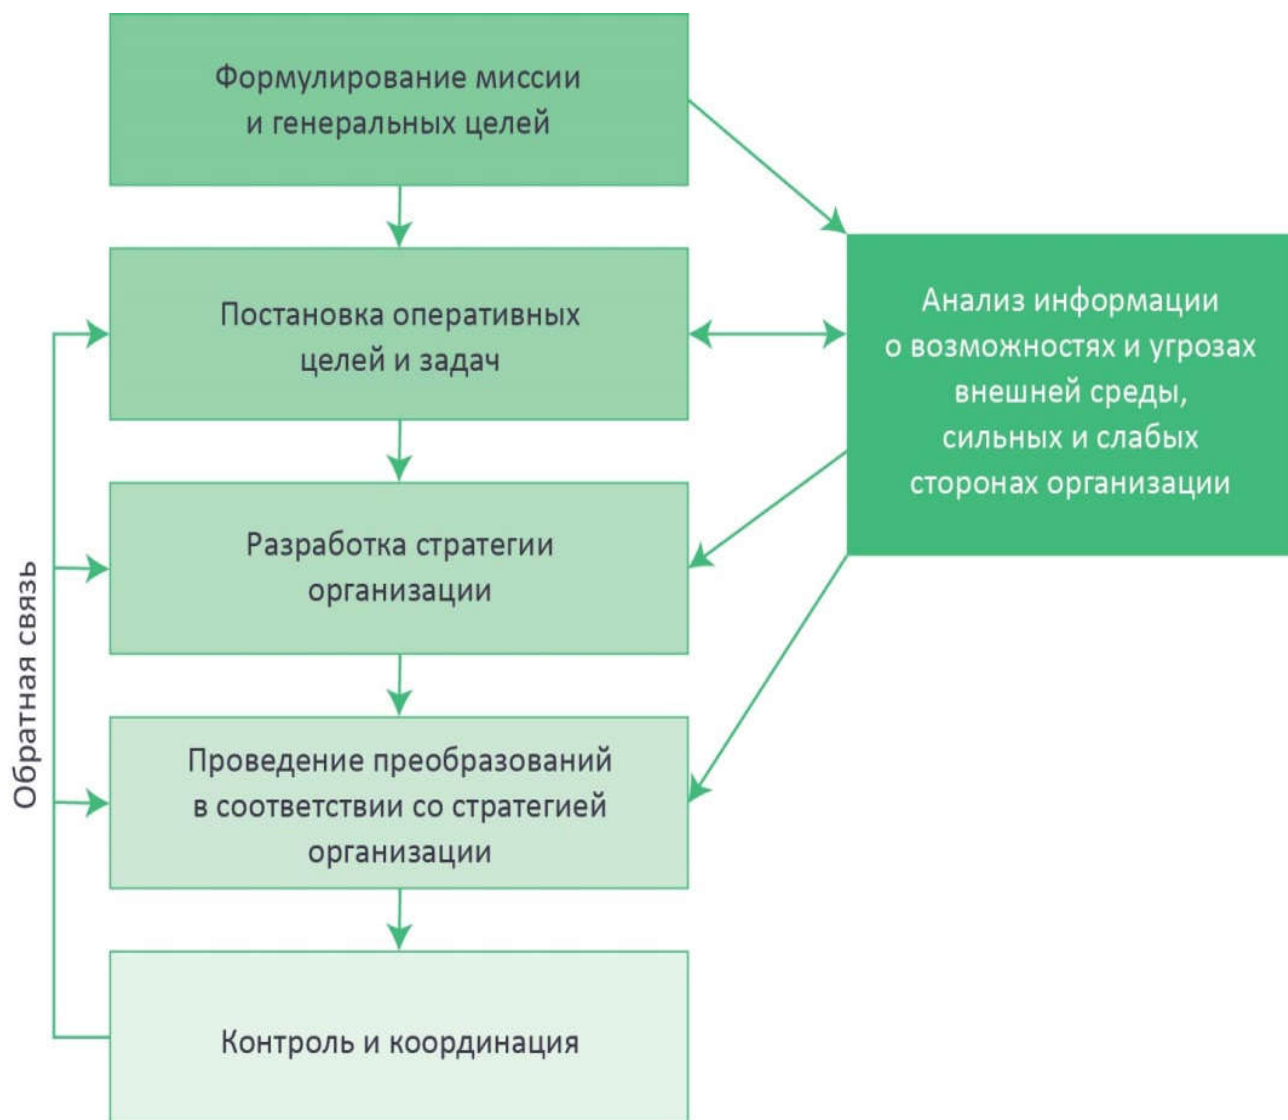 Формулирование миссии
и генеральных целей
Постановка оперативных
целей и задач
Анализ информации
о возможностях и угрозах
внешней среды,
сильных и слабых
сторонах организации
Разработка стратегии
организации
Проведение преобразований
в соответствии со стратегией
организации
Контроль и координация
Обратная связь